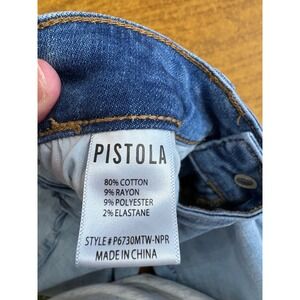 PISTOLA
80% COTTON
9% RAYON
9% POLYESTER
2% ELASTANE
STYLE # P6730MTW-NPR
MADE IN CHINA